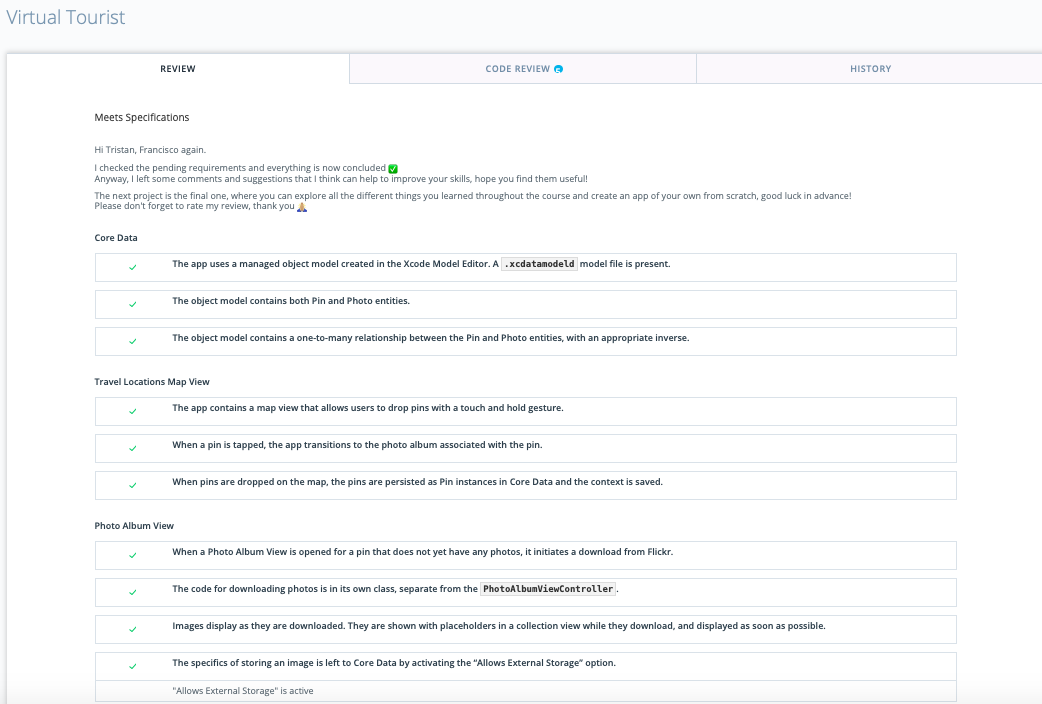 Virtual Tourist
REVIEW
CODE REVIEW
HISTORY
Meets Specifications
Hi Tristan, Francisco again.
I checked the pending requirements and everything is now concluded ✅
Anyway, I left some comments and suggestions that I think can help to improve your skills, hope you find them useful!
The next project is the final one, where you can explore all the different things you learned throughout the course and create an app of your own from scratch, good luck in advance!
Please don't forget to rate my review, thank you 🙏🏼
Core Data
The app uses a managed object model created in the Xcode Model Editor. A .xcdatamodeld model file is present.
The object model contains both Pin and Photo entities.
The object model contains a one-to-many relationship between the Pin and Photo entities, with an appropriate inverse.
Travel Locations Map View
The app contains a map view that allows users to drop pins with a touch and hold gesture.
When a pin is tapped, the app transitions to the photo album associated with the pin.
When pins are dropped on the map, the pins are persisted as Pin instances in Core Data and the context is saved.
Photo Album View
When a Photo Album View is opened for a pin that does not yet have any photos, it initiates a download from Flickr.
The code for downloading photos is in its own class, separate from the PhotoAlbumViewController.
Images display as they are downloaded. They are shown with placeholders in a collection view while they download, and displayed as soon as possible.
The specifics of storing an image is left to Core Data by activating the “Allows External Storage” option.
"Allows External Storage" is active